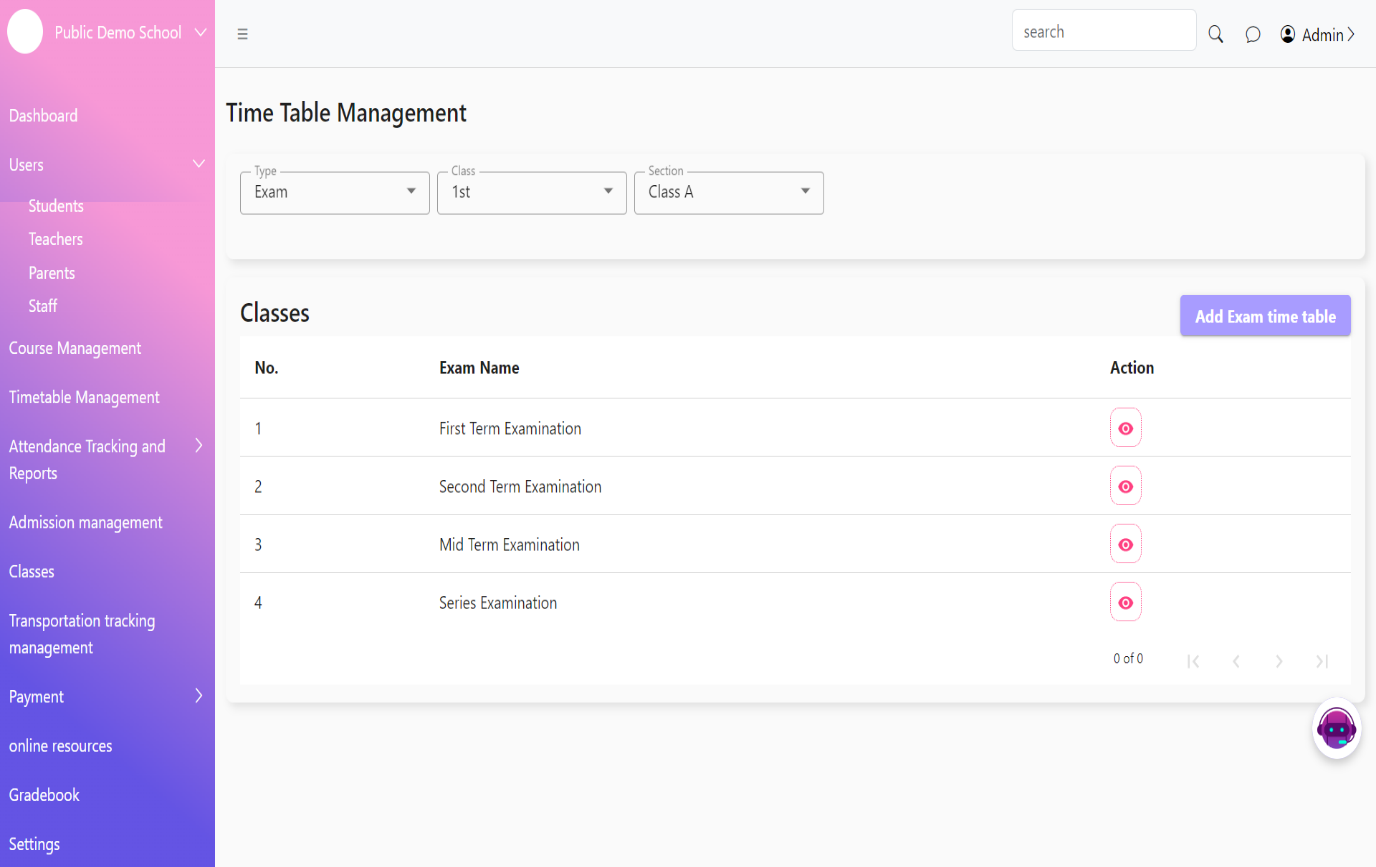 Public Demo School
search
Admin
Dashboard
Users
Students
Teachers
Parents
Staff
Course Management
Timetable Management
Attendance Tracking and
Reports
Admission management
Classes
Transportation tracking
management
Payment
online resources
Gradebook
Settings
Time Table Management
Type Class Section
Exam 1st Class A
Classes
Add Exam time table
No. Exam Name Action
1 First Term Examination
2 Second Term Examination
3 Mid Term Examination
4 Series Examination
0 of 0